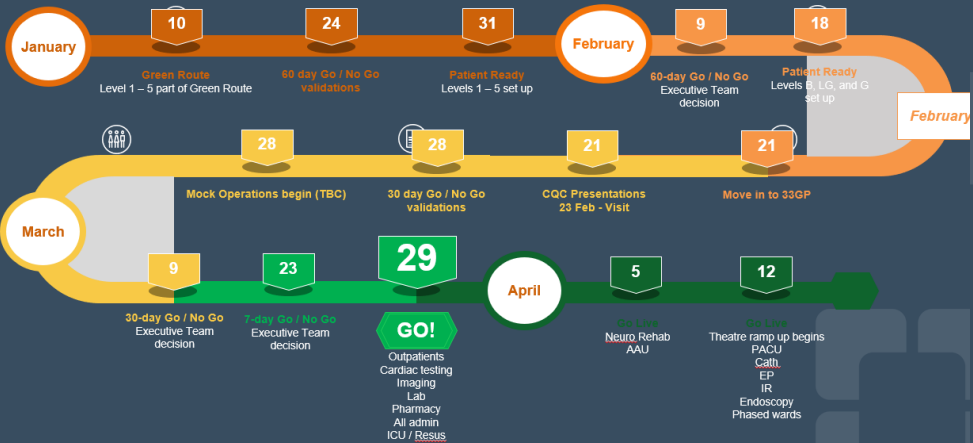 January
10
24
31
February
9
18
Green Route
Level 1 – 5 part of Green Route
60 day Go / No Go
validations
Patient Ready
Levels 1 – 5 set up
60-day Go / No Go
Executive Team
decision
Patient Ready
Levels B, LG, and G
set up
February
28
28
21
21
Mock Operations begin (TBC)
30 day Go / No Go
validations
CQC Presentations
23 Feb - Visit
Move in to 33GP
March
9
23
29
April
5
12
30-day Go / No Go
Executive Team
decision
7-day Go / No Go
Executive Team
decision
GO!
Outpatients
Cardiac testing
Imaging
Lab
Pharmacy
All admin
ICU / Resus
Go Live
Neuro Rehab
AAU
Go Live
Theatre ramp up begins
PACU
Cath
EP
IR
Endoscopy
Phased wards